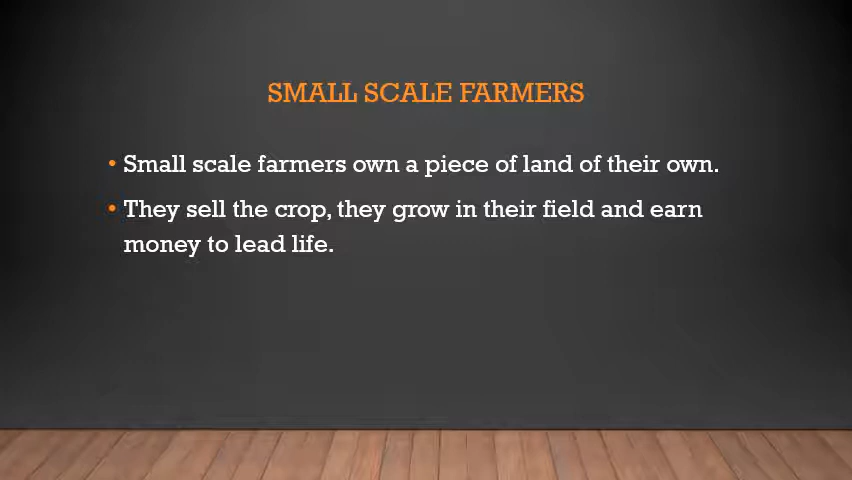 SMALL SCALE FARMERS
• Small scale farmers own a piece of land of their own.
• They sell the crop, they grow in their field and earn
money to lead life.